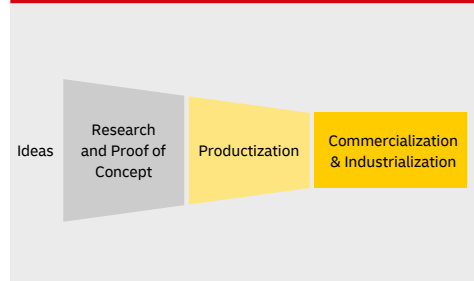 Ideas
Research
and Proof of
Concept
Productization
Commercialization
& Industrialization